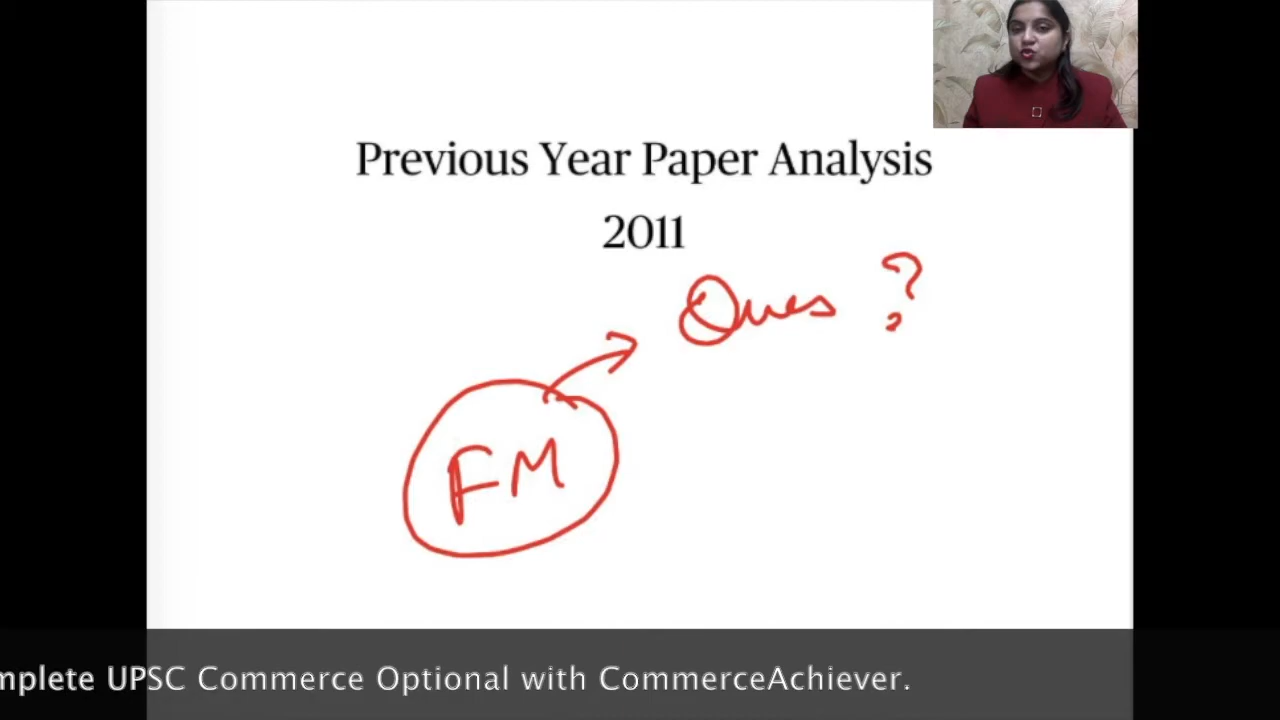 Previous Year Paper Analysis
2011
Ques ?
FM
mplete UPSC Commerce Optional with CommerceAchiever.